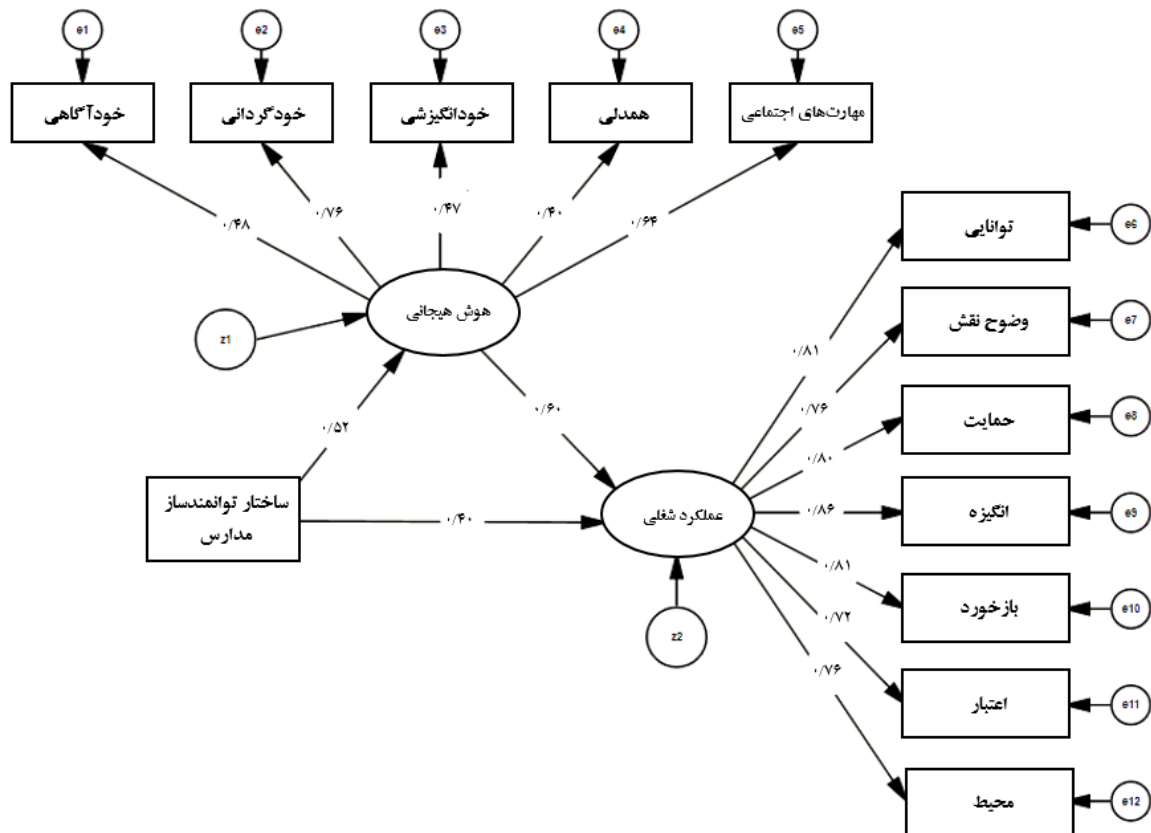 e1
e2
e3
e4
e5
خودآگاهی
خودگردانی
خودانگیزشی
همدلی
مهارت‌های اجتماعی
۰/۴۸
۰/۷۶
۰/۴۷
۰/۴۰
۰/۶۴
هوش هیجانی
z1
۰/۵۲
۰/۶۰
ساختار توانمندساز
مدارس
۰/۴۰
عملکرد شغلی
z2
۰/۸۱
۰/۷۶
۰/۸۰
۰/۸۶
۰/۸۱
۰/۷۲
۰/۷۶
توانایی
e6
وضوح نقش
e7
حمایت
e8
انگیزه
e9
بازخورد
e10
اعتبار
e11
محیط
e12